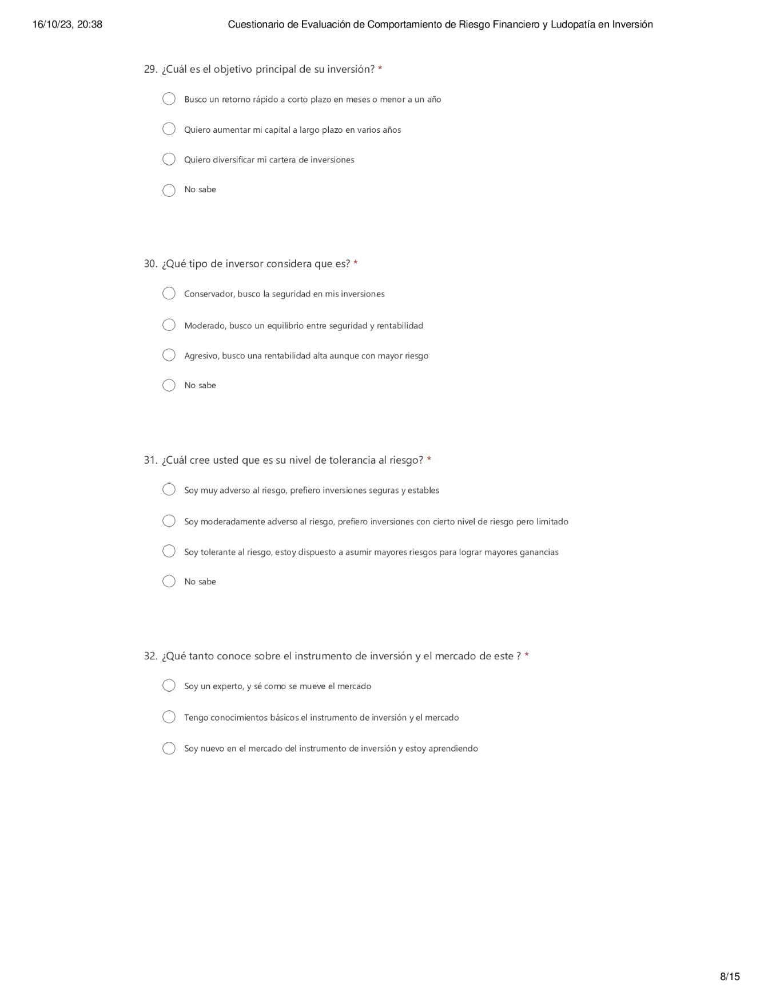 16/10/23, 20:38 Cuestionario de Evaluación de Comportamiento de Riesgo Financiero y Ludopatía en Inversión
29. ¿Cuál es el objetivo principal de su inversión? *
Busco un retorno rápido a corto plazo en meses o menor a un año
Quiero aumentar mi capital a largo plazo en varios años
Quiero diversificar mi cartera de inversiones
No sabe
30. ¿Qué tipo de inversor considera que es? *
Conservador, busco la seguridad en mis inversiones
Moderado, busco un equilibrio entre seguridad y rentabilidad
Agresivo, busco una rentabilidad alta aunque con mayor riesgo
No sabe
31. ¿Cuál cree usted que es su nivel de tolerancia al riesgo? *
Soy muy adverso al riesgo, prefiero inversiones seguras y estables
Soy moderadamente adverso al riesgo, prefiero inversiones con cierto nivel de riesgo pero limitado
Soy tolerante al riesgo, estoy dispuesto a asumir mayores riesgos para lograr mayores ganancias
No sabe
32. ¿Qué tanto conoce sobre el instrumento de inversión y el mercado de este ? *
Soy un experto, y sé como se mueve el mercado
Tengo conocimientos básicos el instrumento de inversión y el mercado
Soy nuevo en el mercado del instrumento de inversión y estoy aprendiendo
8/15